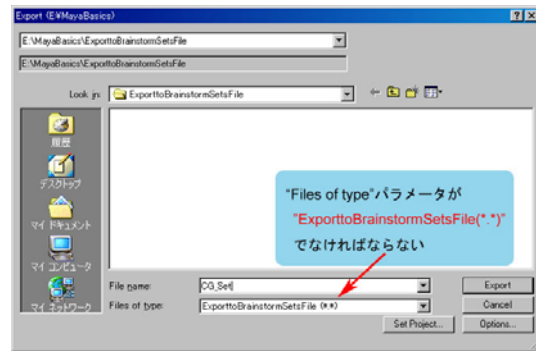 Export (E¥MayaBasics)
E:¥MayaBasics¥ExporttoBrainstormSetsFile
E:¥MayaBasics¥ExporttoBrainstormSetsFile
Look in:
ExporttoBrainstormSetsFile
履歴
デスクトップ
マイ ドキュメント
マイ コンピュータ
マイ ネットワーク
"Files of type"パラメータが
"ExporttoBrainstormSetsFile(*.*)"
でなければならない
File name:
CG_Set
Export
Files of type:
ExporttoBrainstormSetsFile (*.*)
Cancel
Set Project...
Options...